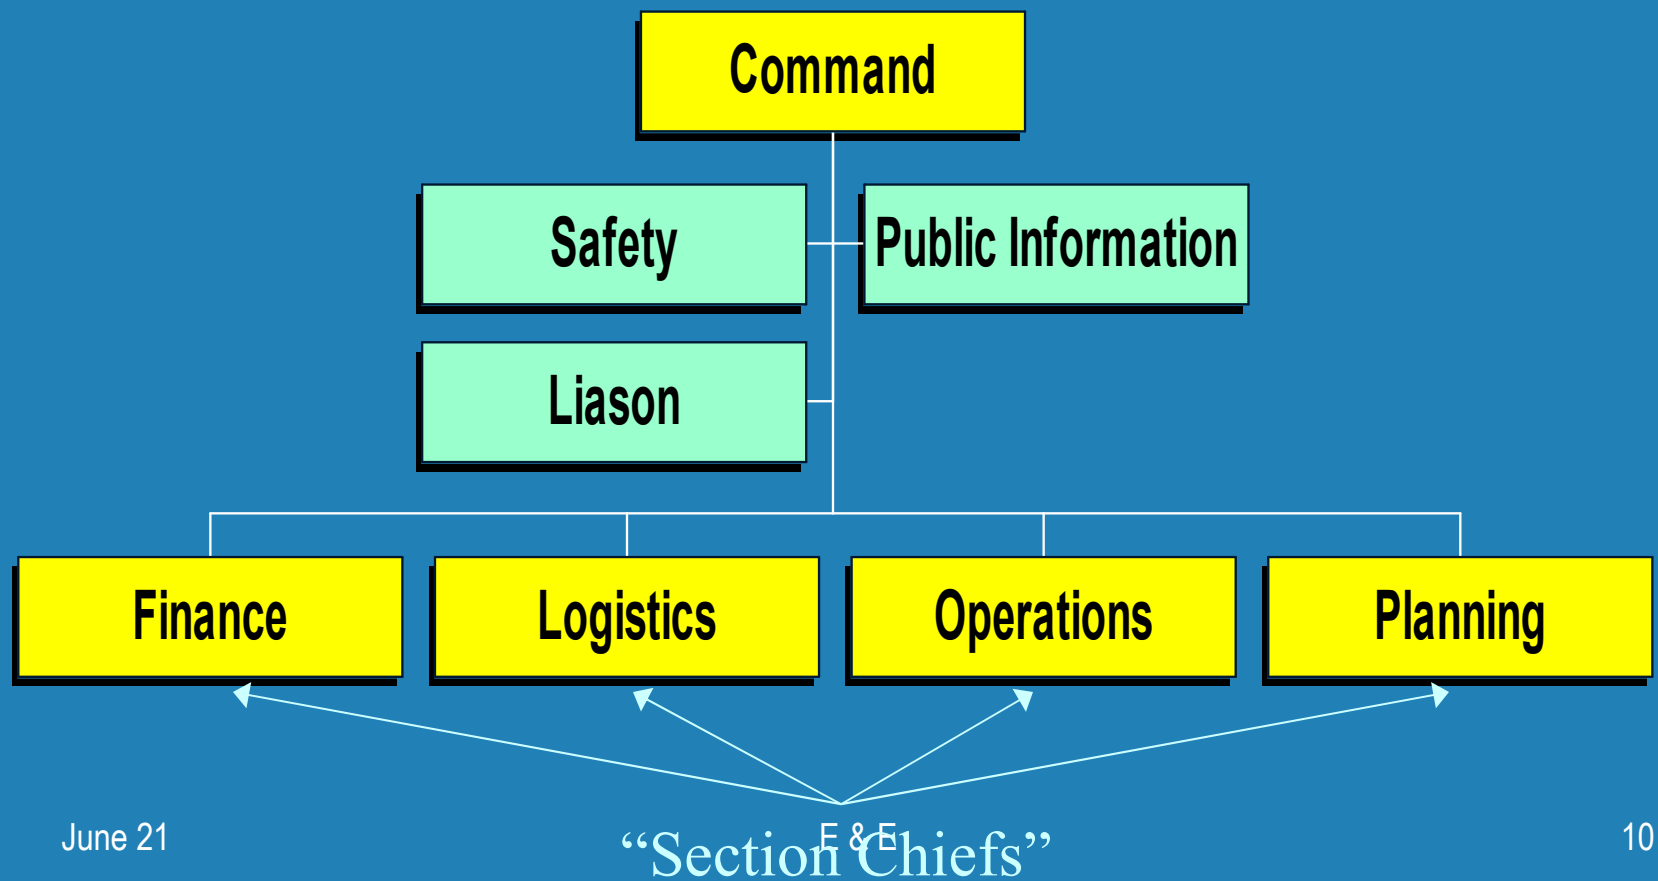 Command
Safety
Public Information
Liason
Finance
Logistics
Operations
Planning
June 21
E & E
10
“Section Chiefs”